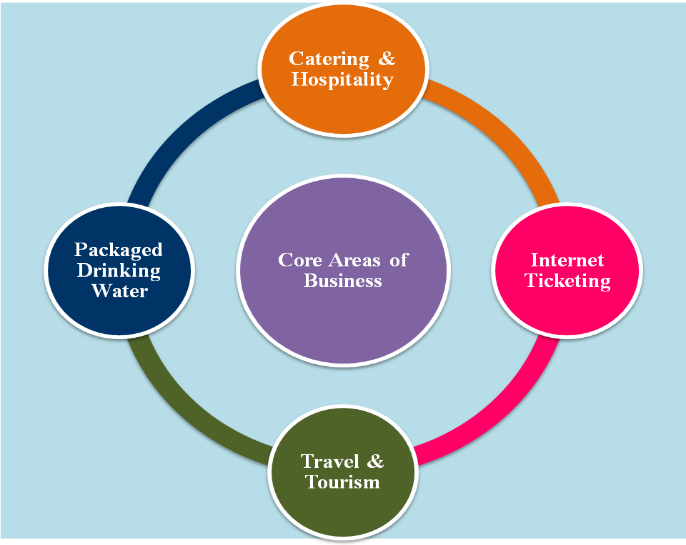 Catering &
Hospitality
Packaged
Drinking
Water
Core Areas of
Business
Internet
Ticketing
Travel &
Tourism